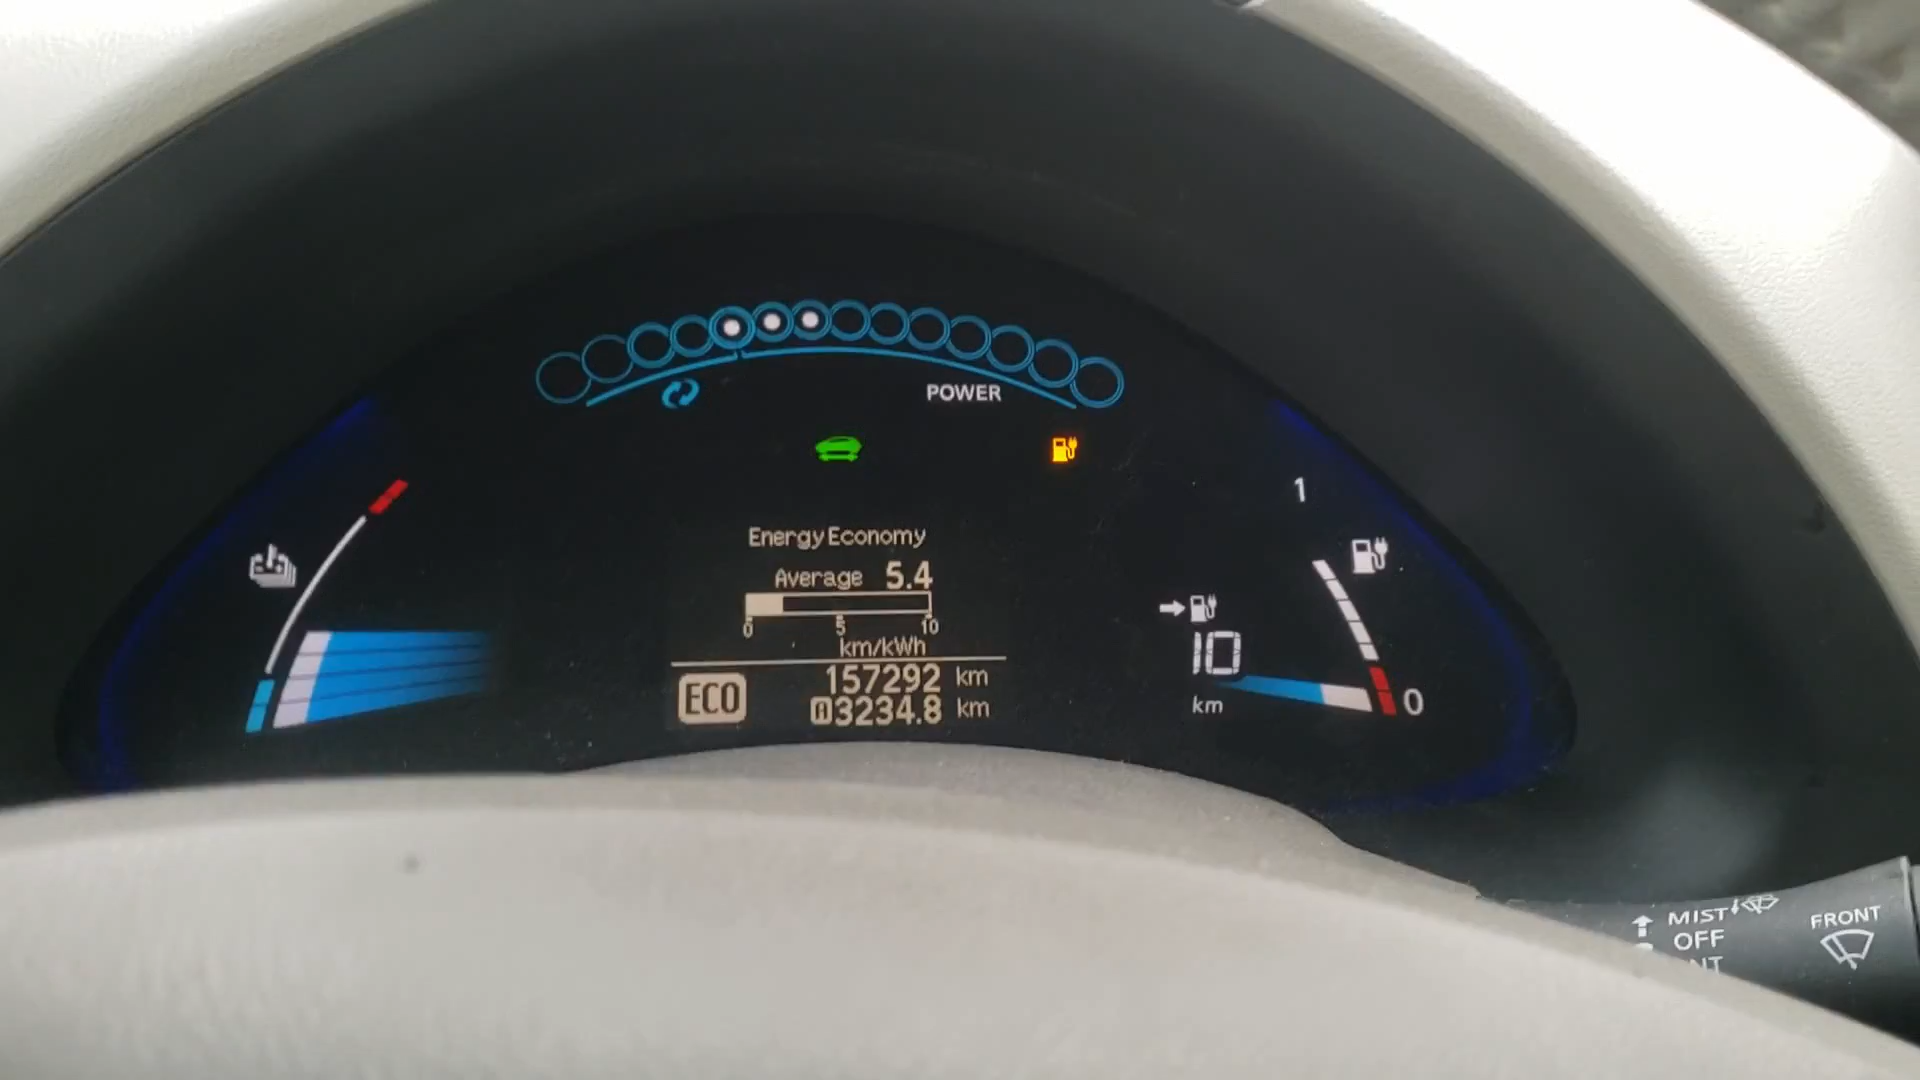 POWER
1
Energy Economy
Average 5.4
0 5 10
km/kWh
10
km
ECO
157292 km
A 3234.8 km
0
MIST
OFF
FRONT